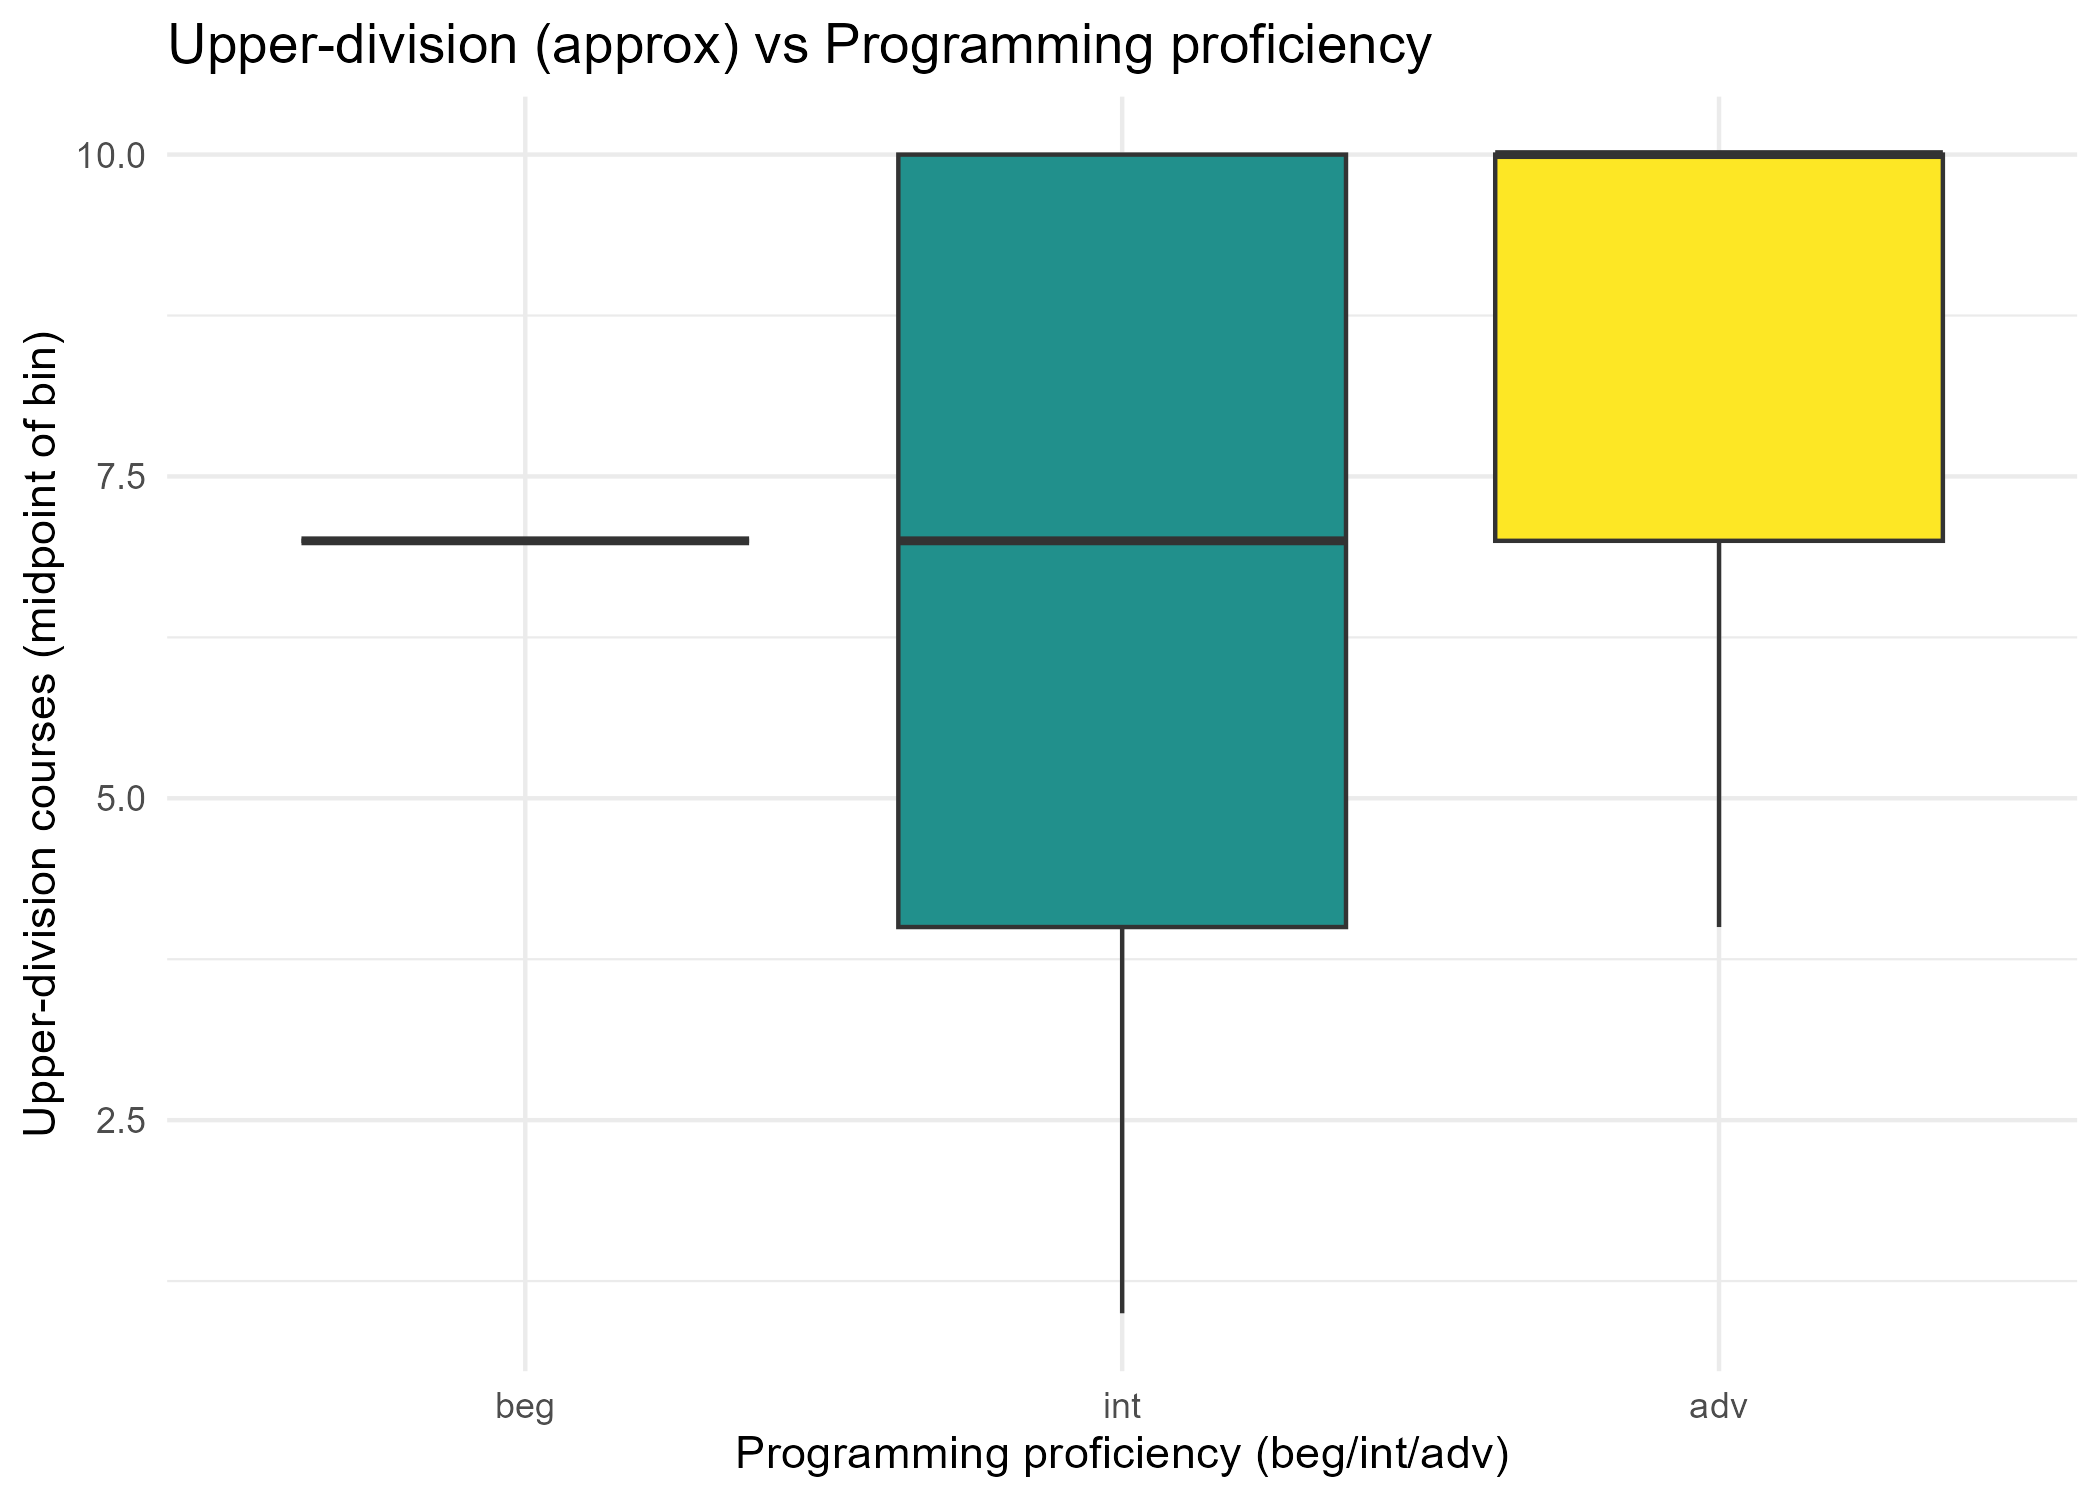 Upper-division (approx) vs Programming proficiency
Upper-division courses (midpoint of bin)
10.0
7.5
5.0
2.5
beg int adv
Programming proficiency (beg/int/adv)